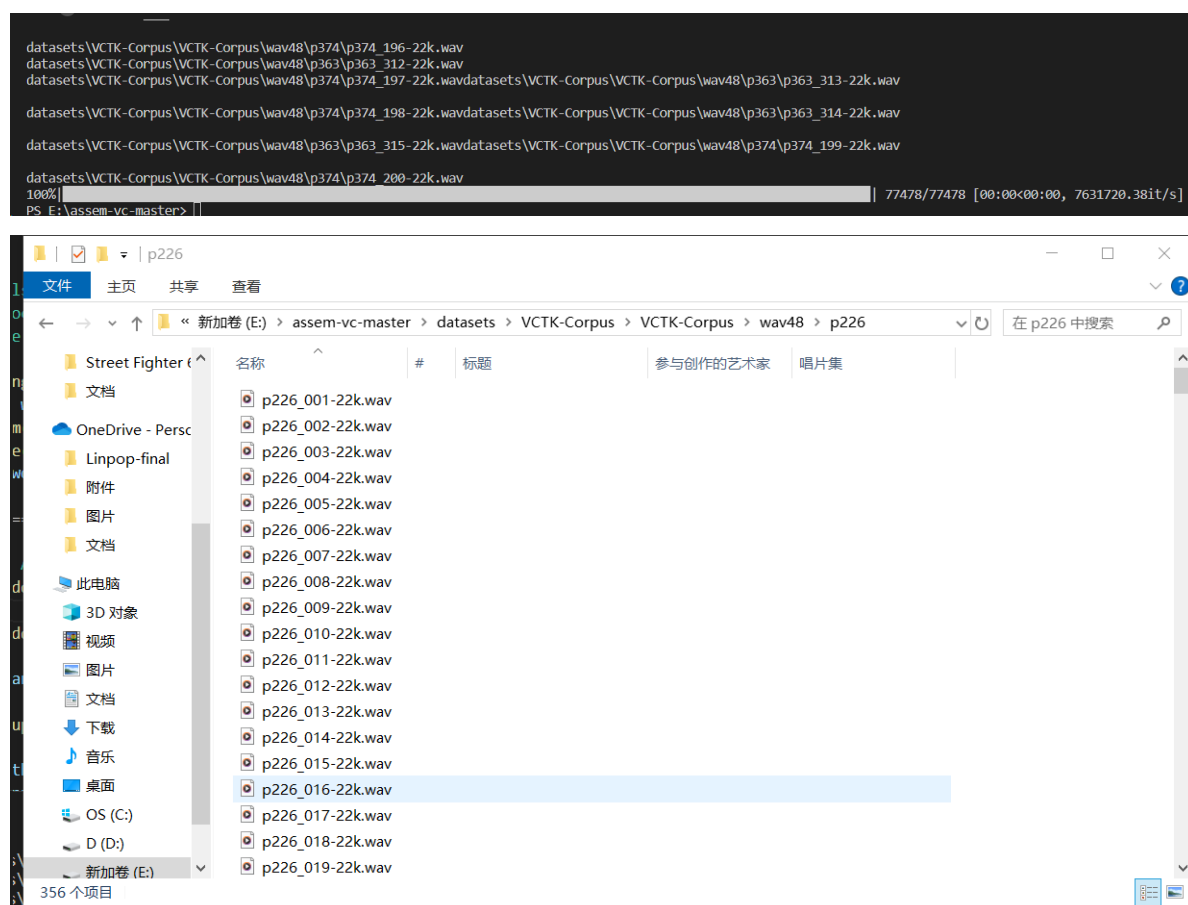 datasets\VCTK-Corpus\VCTK-Corpus\wav48\p374\p374_196-22k.wav
datasets\VCTK-Corpus\VCTK-Corpus\wav48\p363\p363_312-22k.wav
datasets\VCTK-Corpus\VCTK-Corpus\wav48\p374\p374_197-22k.wavdatasets\VCTK-Corpus\VCTK-Corpus\wav48\p363\p363_313-22k.wav
datasets\VCTK-Corpus\VCTK-Corpus\wav48\p374\p374_198-22k.wavdatasets\VCTK-Corpus\VCTK-Corpus\wav48\p363\p363_314-22k.wav
datasets\VCTK-Corpus\VCTK-Corpus\wav48\p363\p363_315-22k.wavdatasets\VCTK-Corpus\VCTK-Corpus\wav48\p374\p374_199-22k.wav
datasets\VCTK-Corpus\VCTK-Corpus\wav48\p374\p374_200-22k.wav
100%| | 77478/77478 [00:00<00:00, 7631720.38it/s]
PS E:\assem-vc-master>
p226
文件 主页 共享 查看
« 新加卷 (E:) > assem-vc-master > datasets > VCTK-Corpus > VCTK-Corpus > wav48 > p226
在 p226 中搜索
Street Fighter 6
文档
OneDrive - Persc
Linpop-final
附件
图片
文档
此电脑
3D 对象
视频
图片
文档
下载
音乐
桌面
OS (C:)
D (D:)
新加卷 (E:)
名称 # 标题 参与创作的艺术家 唱片集
p226_001-22k.wav
p226_002-22k.wav
p226_003-22k.wav
p226_004-22k.wav
p226_005-22k.wav
p226_006-22k.wav
p226_007-22k.wav
p226_008-22k.wav
p226_009-22k.wav
p226_010-22k.wav
p226_011-22k.wav
p226_012-22k.wav
p226_013-22k.wav
p226_014-22k.wav
p226_015-22k.wav
p226_016-22k.wav
p226_017-22k.wav
p226_018-22k.wav
p226_019-22k.wav
356 个项目